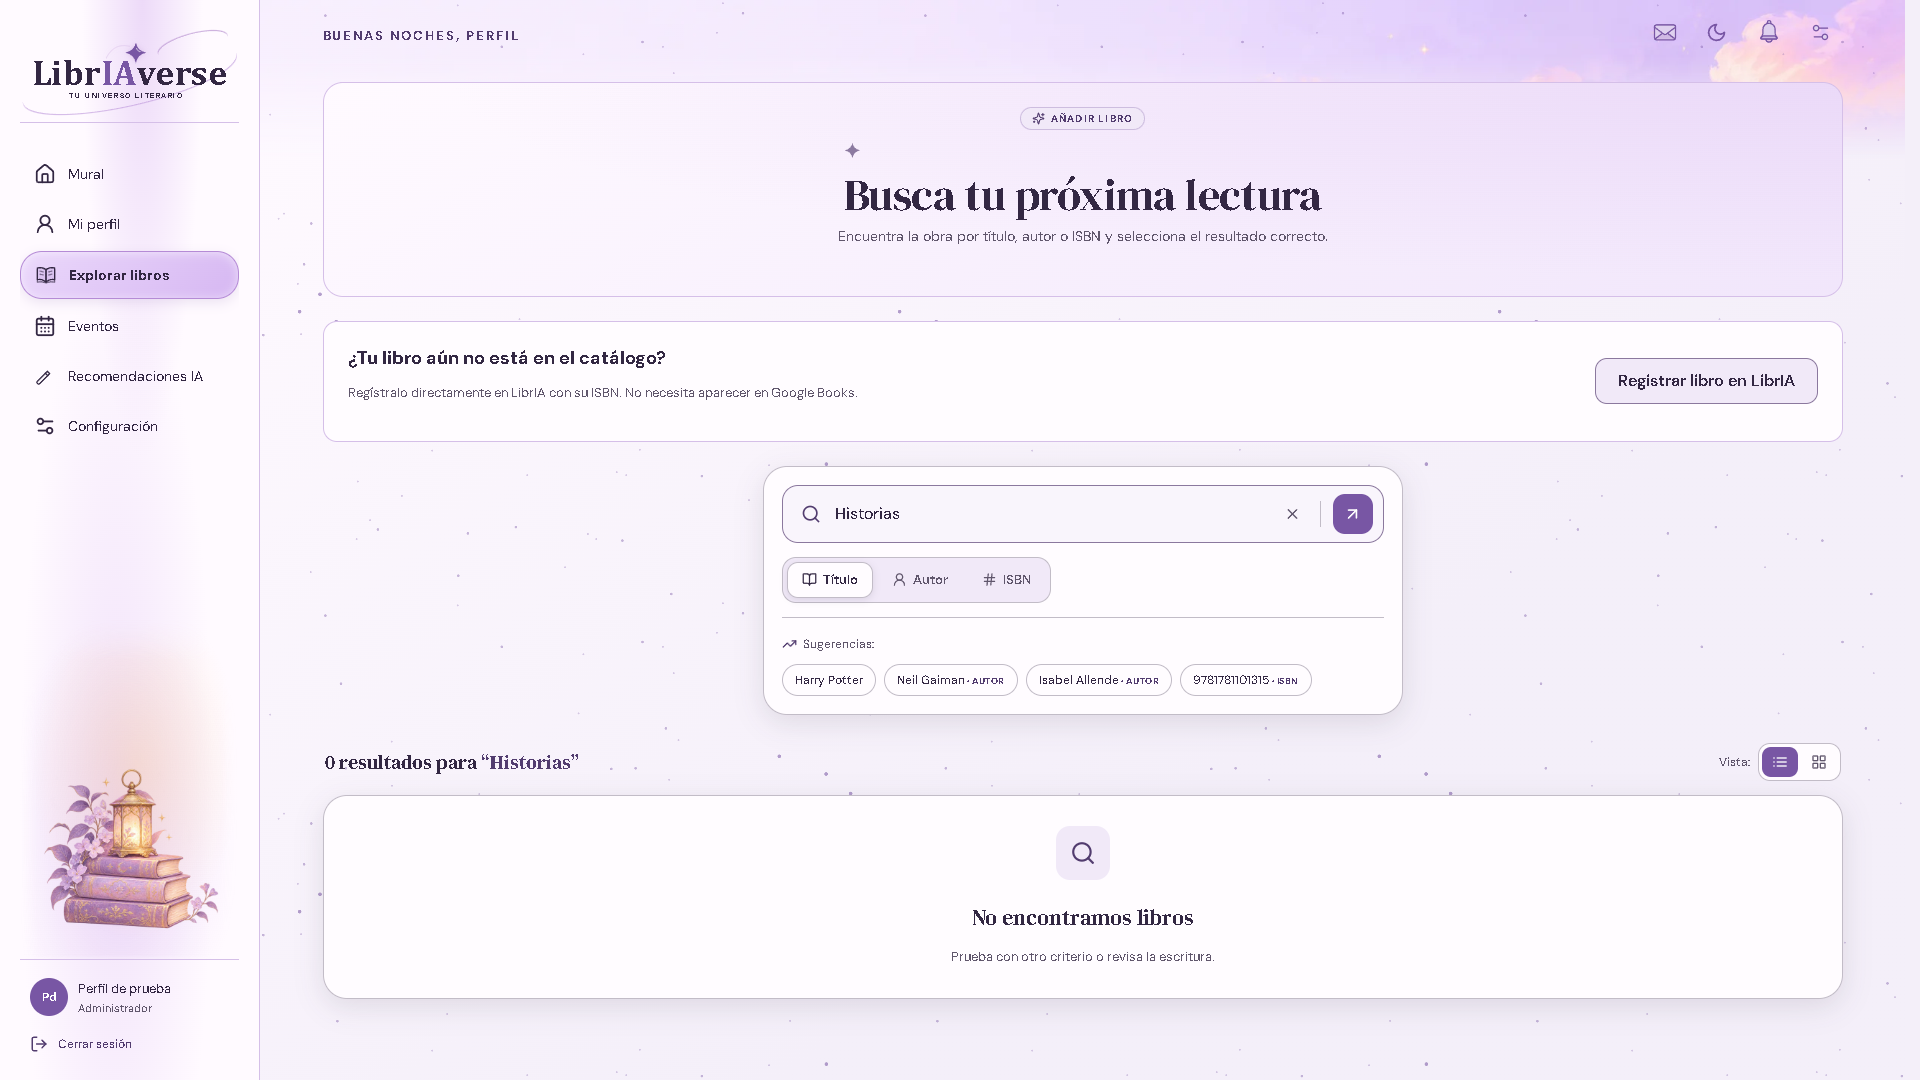 LibrIAverse
TU UNIVERSO LITERARIO
Mural
Mi perfil
Explorar libros
Eventos
Recomendaciones IA
Configuración
Perfil de prueba
Pd
Administrador
Cerrar sesión
BUENAS NOCHES, PERFIL
AÑADIR LIBRO
Busca tu próxima lectura
Encuentra la obra por título, autor o ISBN y selecciona el resultado correcto.
¿Tu libro aún no está en el catálogo?
Regístralo directamente en LibrIA con su ISBN. No necesita aparecer en Google Books.
Registrar libro en LibrIA
Historias
Título
Autor
ISBN
Sugerencias:
Harry Potter
Neil Gaiman · AUTOR
Isabel Allende · AUTOR
9781781101315 · ISBN
0 resultados para “Historias”
Vista:
No encontramos libros
Prueba con otro criterio o revisa la escritura.